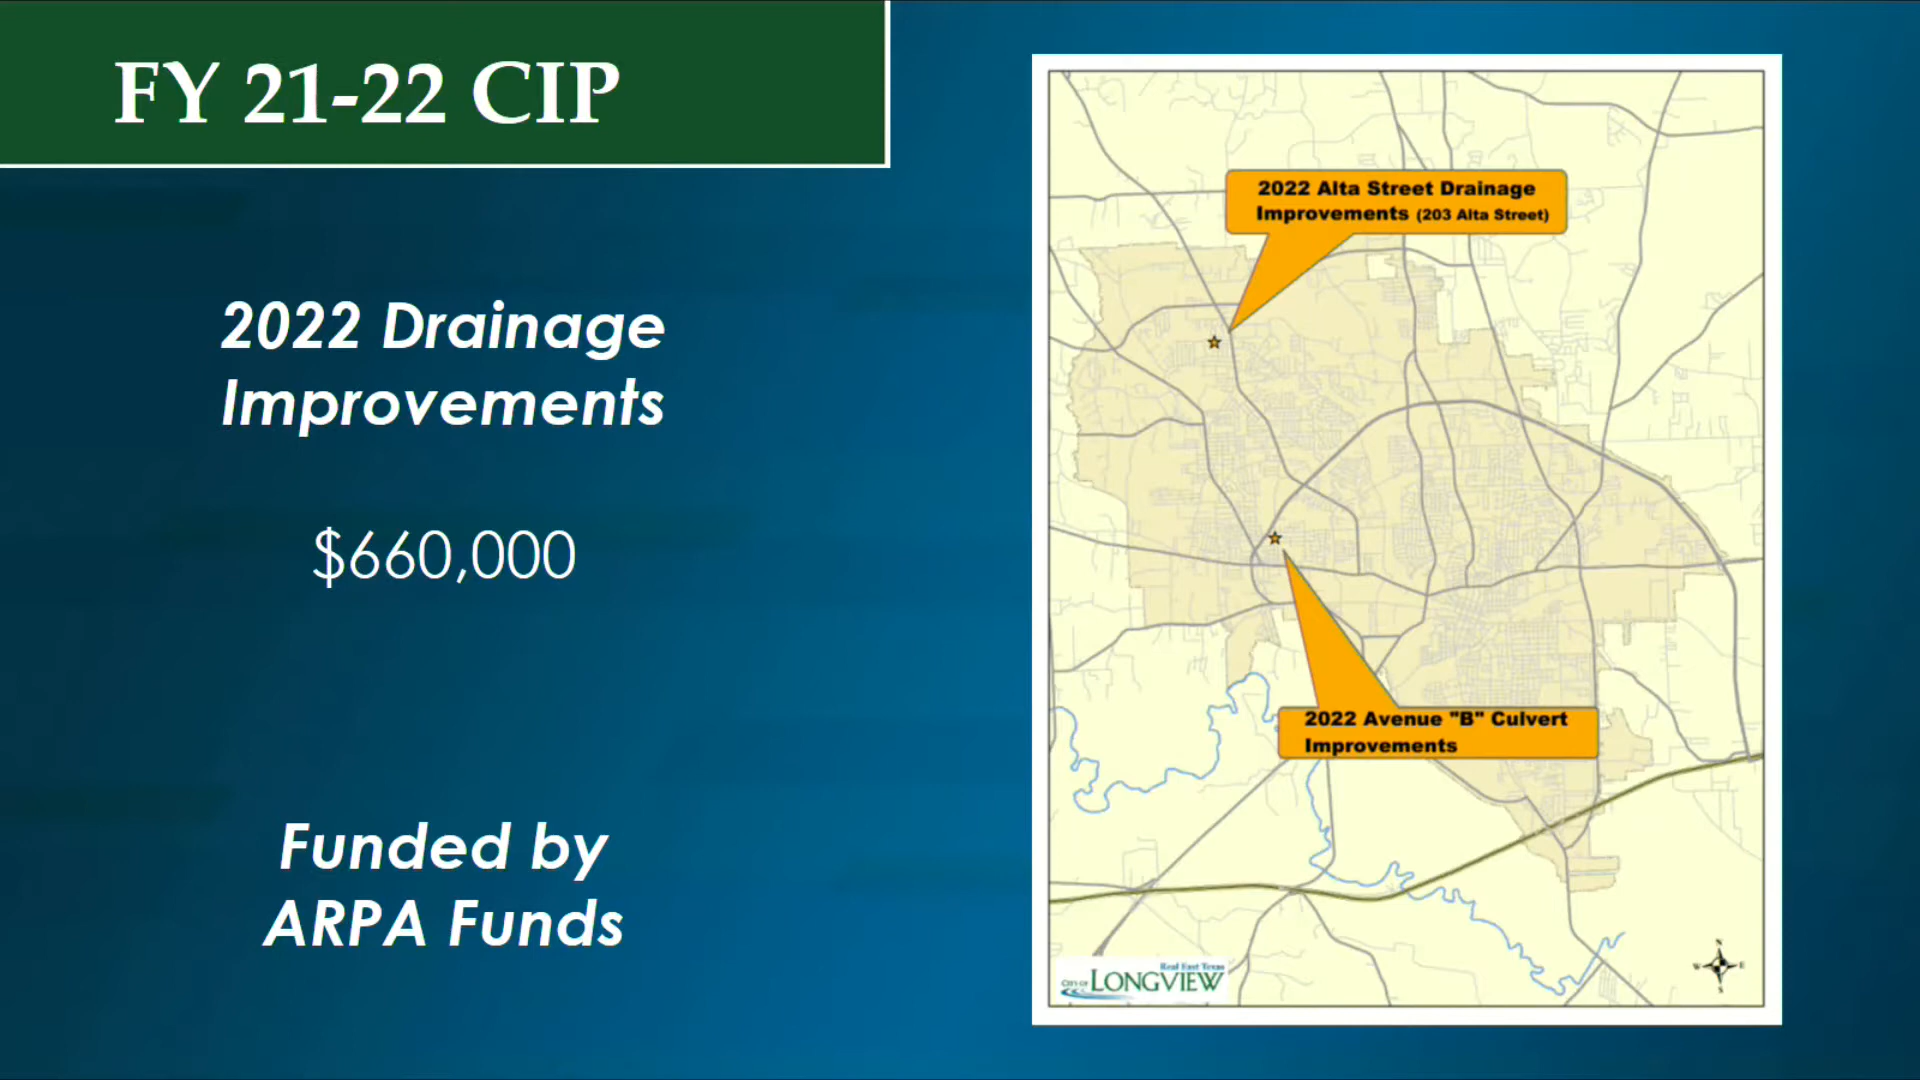 FY 21-22 CIP
2022 Drainage
Improvements
$660,000
Funded by
ARPA Funds
2022 Alta Street Drainage
Improvements (203 Alta Street)
2022 Avenue "B" Culvert
Improvements
Real East Texas
CITY OF LONGVIEW
N
W E
S